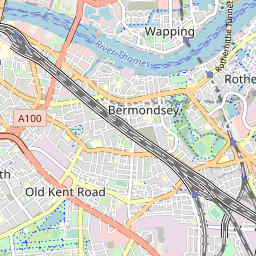 Wapping
River Thames
Rotherhithe Tunnel
Rothe
Bermondsey
A100
th
Old Kent Road